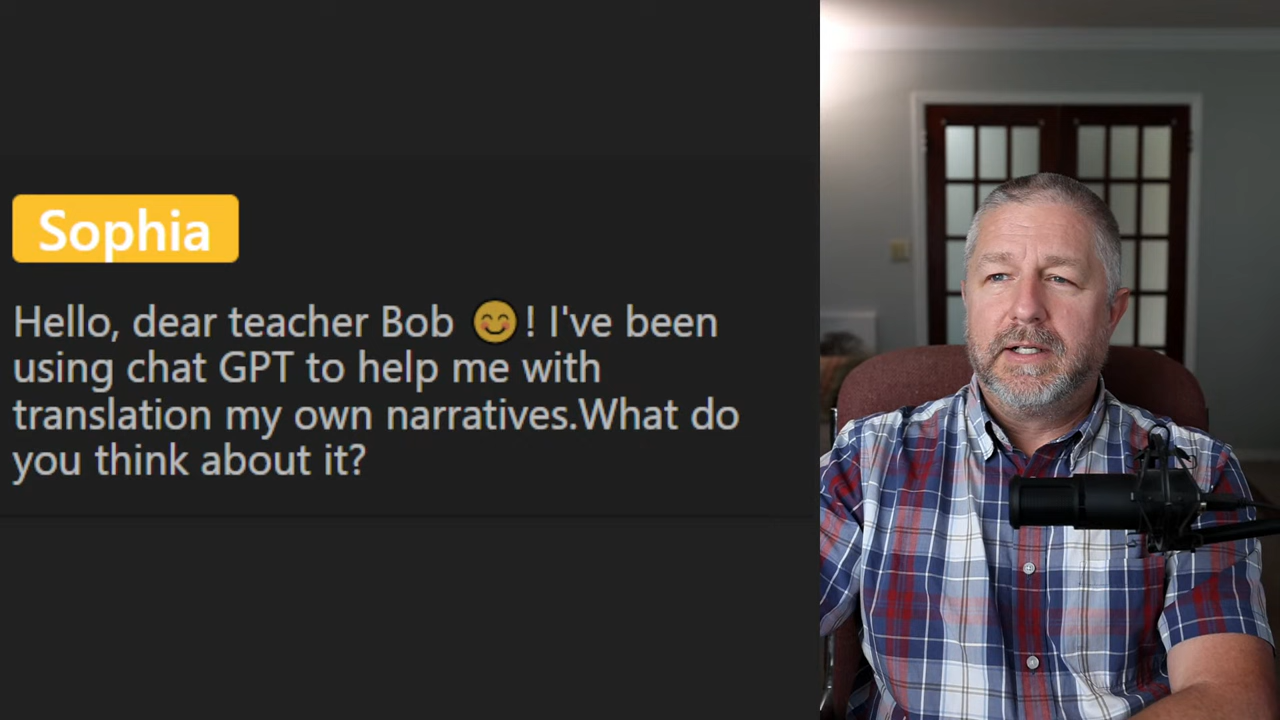 Sophia
Hello, dear teacher Bob 😊! I've been
using chat GPT to help me with
translation my own narratives.What do
you think about it?